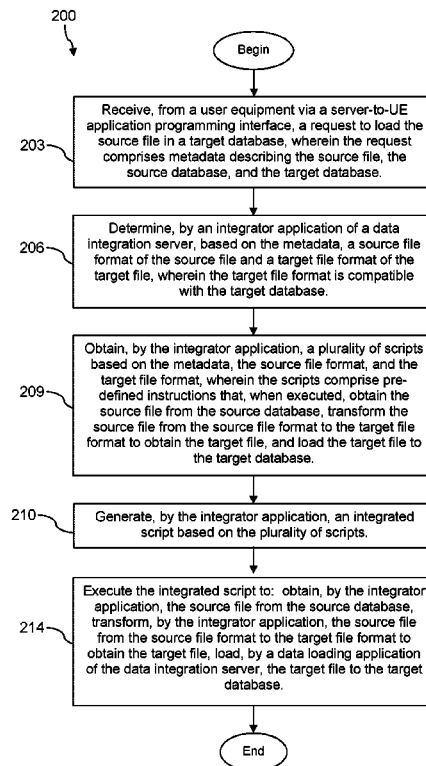 200
Begin
203
Receive, from a user equipment via a server-to-UE
application programming interface, a request to load the
source file in a target database, wherein the request
comprises metadata describing the source file, the
source database, and the target database.
206
Determine, by an integrator application of a data
integration server, based on the metadata, a source file
format of the source file and a target file format of the
target file, wherein the target file format is compatible
with the target database.
209
Obtain, by the integrator application, a plurality of scripts
based on the metadata, the source file format, and the
target file format, wherein the scripts comprise pre-
defined instructions that, when executed, obtain the
source file from the source database, transform the
source file from the source file format to the target file
format to obtain the target file, and load the target file to
the target database.
210
Generate, by the integrator application, an integrated
script based on the plurality of scripts.
214
Execute the integrated script to: obtain, by the integrator
application, the source file from the source database,
transform, by the integrator application, the source file
from the source file format to the target file format to
obtain the target file, load, by a data loading application
of the data integration server, the target file to the target
database.
End